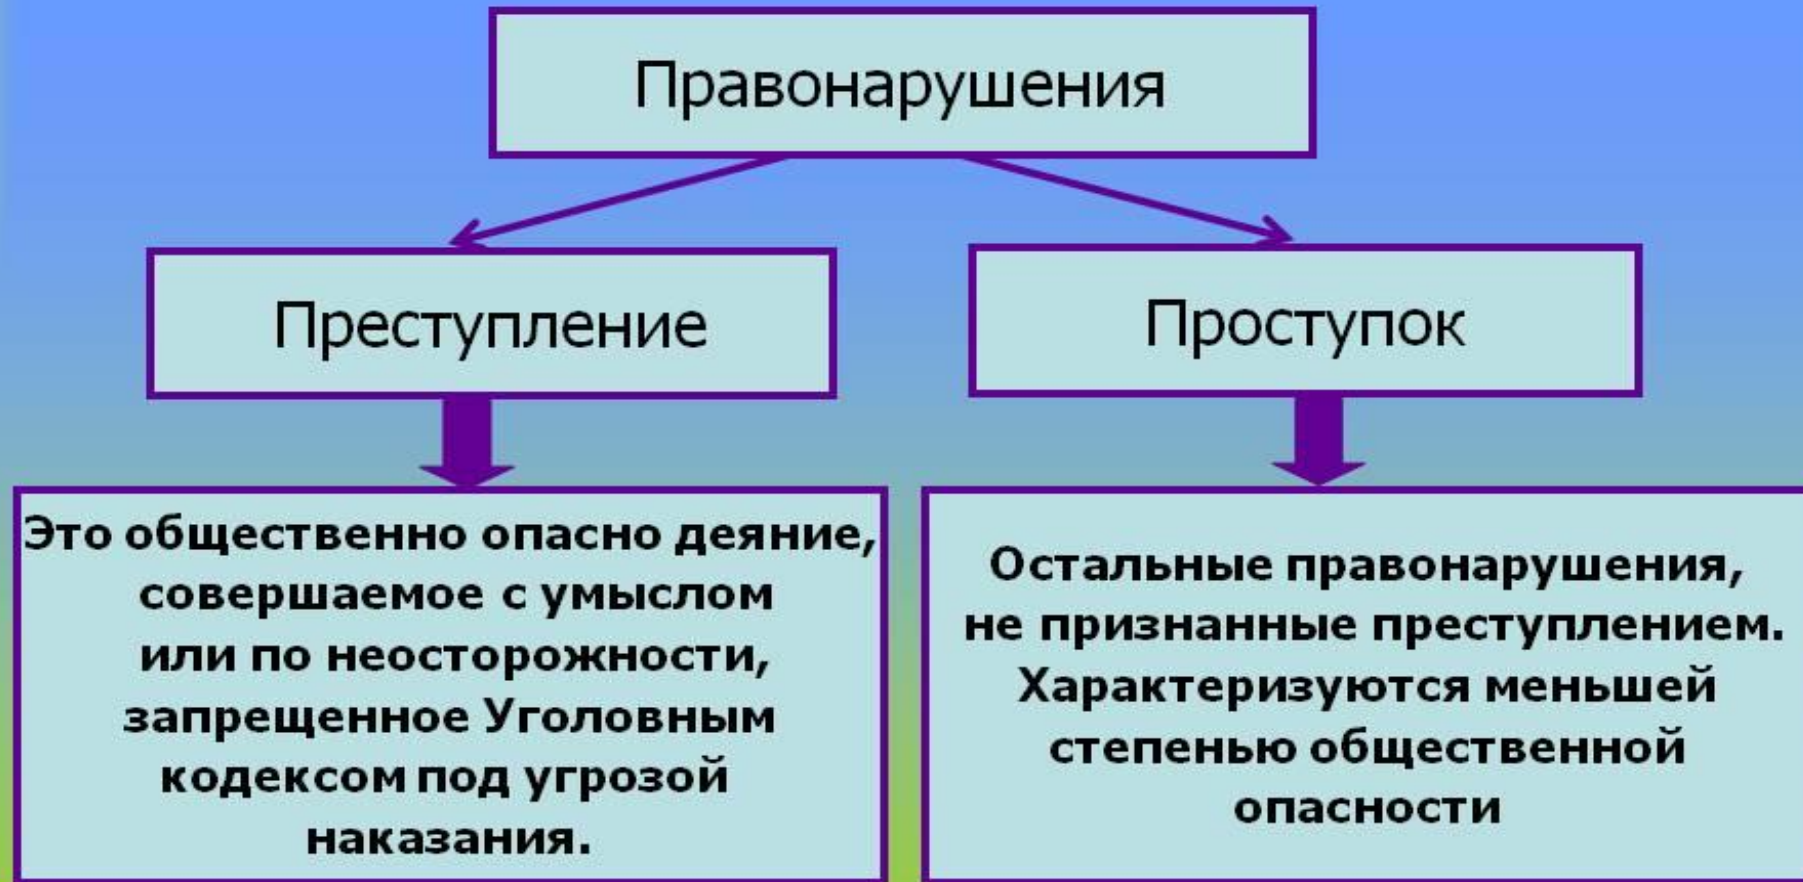 Правонарушения
Преступление
Проступок
Это общественно опасно деяние,
совершаемое с умыслом
или по неосторожности,
запрещенное Уголовным
кодексом под угрозой
наказания.
Остальные правонарушения,
не признанные преступлением.
Характеризуются меньшей
степенью общественной
опасности